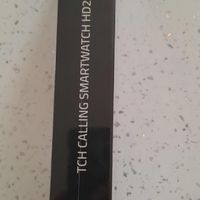 TCH CALLING SMARTWATCH HD2